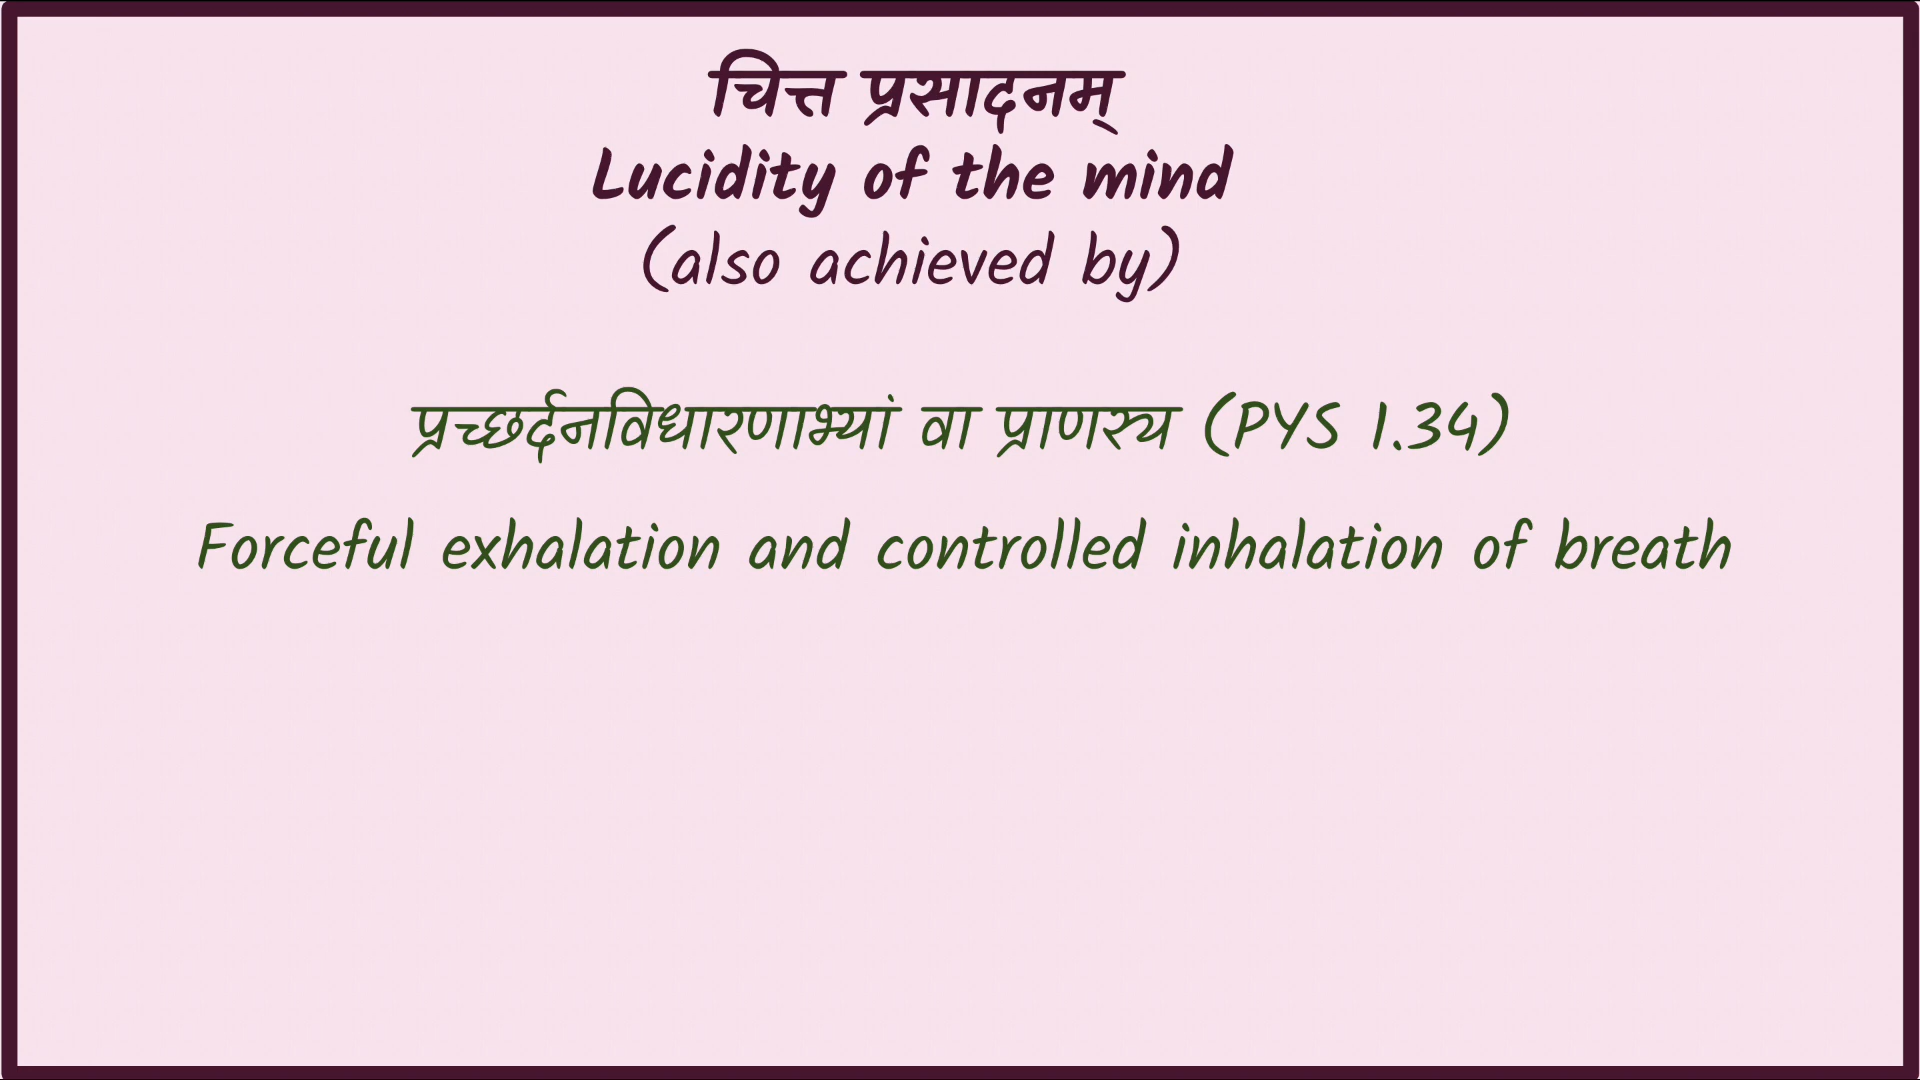 चित्त प्रसादनम्
Lucidity of the mind
(also achieved by)
प्रच्छर्दनविधारणाभ्यां वा प्राणस्य (PYS 1.34)
Forceful exhalation and controlled inhalation of breath